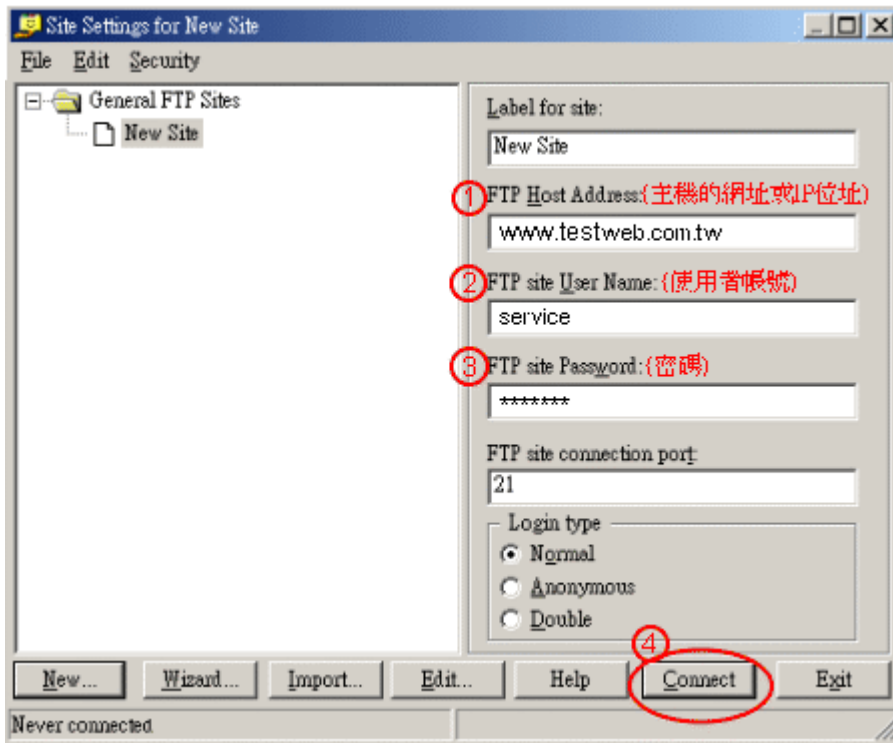 Site Settings for New Site
File Edit Security
General FTP Sites
New Site
Label for site:
New Site
① FTP Host Address:(主機的網址或IP位址)
www.testweb.com.tw
② FTP site User Name:(使用者帳號)
service
③ FTP site Password:(密碼)
*******
FTP site connection port:
21
Login type
Normal
Anonymous
Double
④
New... Wizard... Import... Edit... Help Connect Exit
Never connected